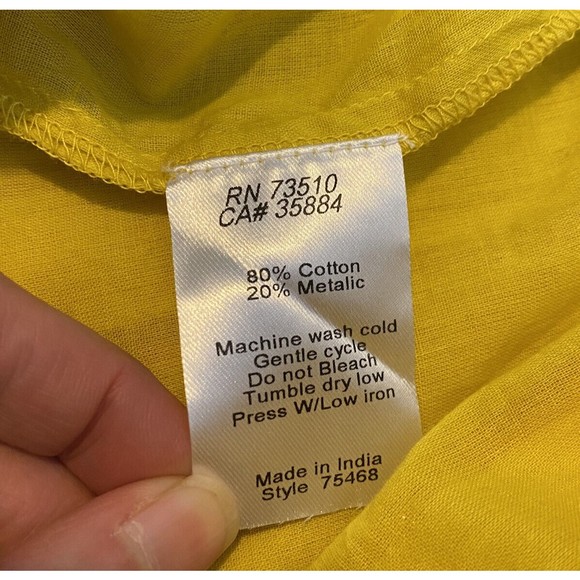 RN 73510
CA# 35884
80% Cotton
20% Metalic
Machine wash cold
Gentle cycle
Do not Bleach
Tumble dry low
Press W/Low iron
Made in India
Style 75468